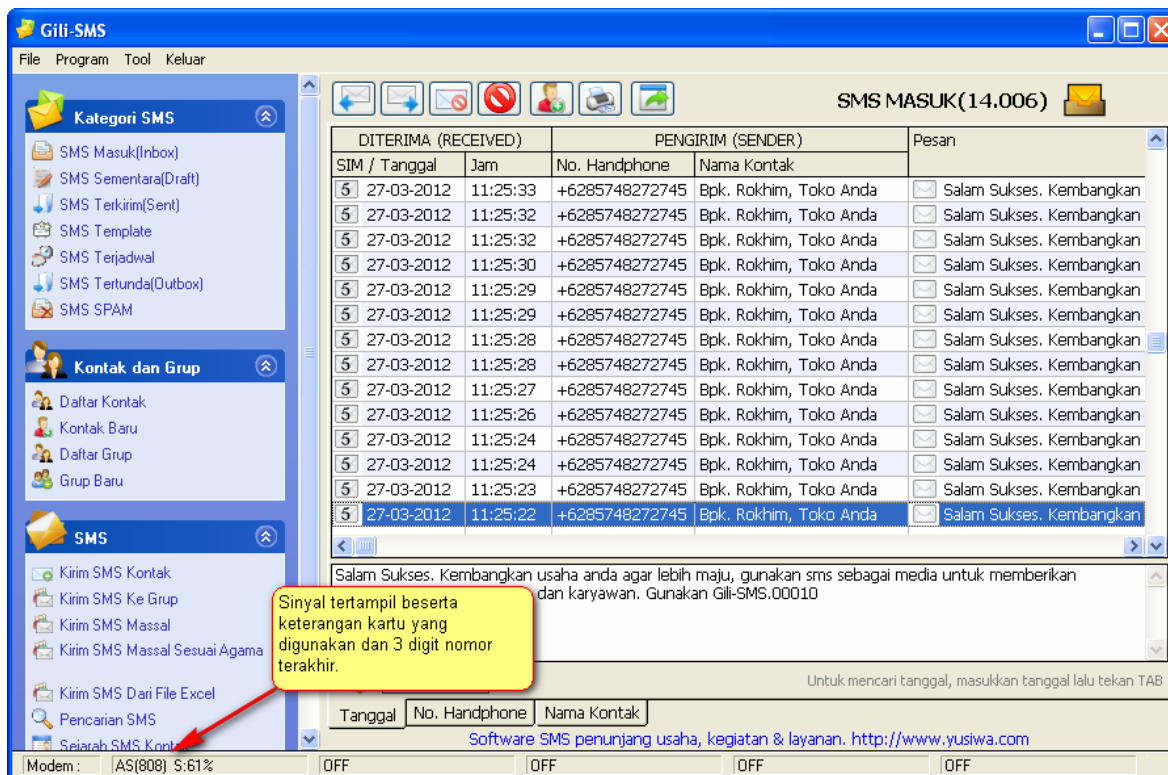 Gili-SMS
File Program Tool Keluar
Kategori SMS
SMS Masuk(Inbox)
SMS Sementara(Draft)
SMS Terkirim(Sent)
SMS Template
SMS Terjadwal
SMS Tertunda(Outbox)
SMS SPAM
Kontak dan Grup
Daftar Kontak
Kontak Baru
Daftar Grup
Grup Baru
SMS
Kirim SMS Kontak
Kirim SMS Ke Grup
Kirim SMS Massal
Kirim SMS Massal Sesuai Agama
Kirim SMS Dari File Excel
Pencarian SMS
Sejarah SMS
SMS MASUK(14.006)
DITERIMA (RECEIVED) PENGIRIM (SENDER) Pesan
SIM / Tanggal Jam No. Handphone Nama Kontak
5 27-03-2012 11:25:33 +6285748272745 Bpk. Rokhim, Toko Anda Salam Sukses. Kembangkan
5 27-03-2012 11:25:32 +6285748272745 Bpk. Rokhim, Toko Anda Salam Sukses. Kembangkan
5 27-03-2012 11:25:32 +6285748272745 Bpk. Rokhim, Toko Anda Salam Sukses. Kembangkan
5 27-03-2012 11:25:30 +6285748272745 Bpk. Rokhim, Toko Anda Salam Sukses. Kembangkan
5 27-03-2012 11:25:29 +6285748272745 Bpk. Rokhim, Toko Anda Salam Sukses. Kembangkan
5 27-03-2012 11:25:29 +6285748272745 Bpk. Rokhim, Toko Anda Salam Sukses. Kembangkan
5 27-03-2012 11:25:28 +6285748272745 Bpk. Rokhim, Toko Anda Salam Sukses. Kembangkan
5 27-03-2012 11:25:28 +6285748272745 Bpk. Rokhim, Toko Anda Salam Sukses. Kembangkan
5 27-03-2012 11:25:27 +6285748272745 Bpk. Rokhim, Toko Anda Salam Sukses. Kembangkan
5 27-03-2012 11:25:26 +6285748272745 Bpk. Rokhim, Toko Anda Salam Sukses. Kembangkan
5 27-03-2012 11:25:24 +6285748272745 Bpk. Rokhim, Toko Anda Salam Sukses. Kembangkan
5 27-03-2012 11:25:24 +6285748272745 Bpk. Rokhim, Toko Anda Salam Sukses. Kembangkan
5 27-03-2012 11:25:23 +6285748272745 Bpk. Rokhim, Toko Anda Salam Sukses. Kembangkan
5 27-03-2012 11:25:22 +6285748272745 Bpk. Rokhim, Toko Anda Salam Sukses. Kembangkan
Salam Sukses. Kembangkan usaha anda agar lebih maju, gunakan sms sebagai media untuk memberikan
dan karyawan. Gunakan Gili-SMS.00010
Sinyal tertampil beserta
keterangan kartu yang
digunakan dan 3 digit nomor
terakhir.
Untuk mencari tanggal, masukkan tanggal lalu tekan TAB
Tanggal No. Handphone Nama Kontak
Software SMS penunjang usaha, kegiatan & layanan. http://www.yusiwa.com
Modem : AS(808) S:61% OFF OFF OFF OFF